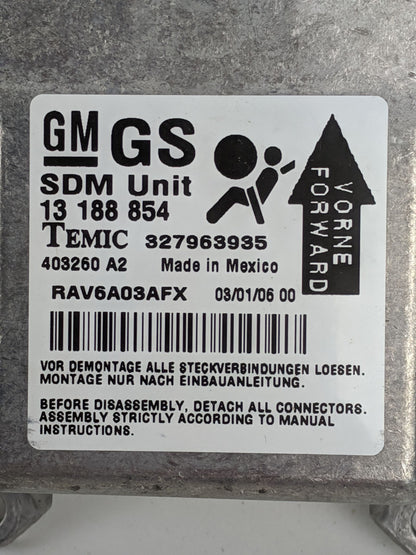 GM GS
SDM Unit
13 188 854
TEMIC 327963935
403260 A2 Made in Mexico
RAV6A03AFX 03/01/06 00
VORNE
FORWARD
VOR DEMONTAGE ALLE STECKVERBINDUNGEN LOESEN.
MONTAGE NUR NACH EINBAUANLEITUNG.
BEFORE DISASSEMBLY, DETACH ALL CONNECTORS.
ASSEMBLY STRICTLY ACCORDING TO MANUAL
INSTRUCTIONS.